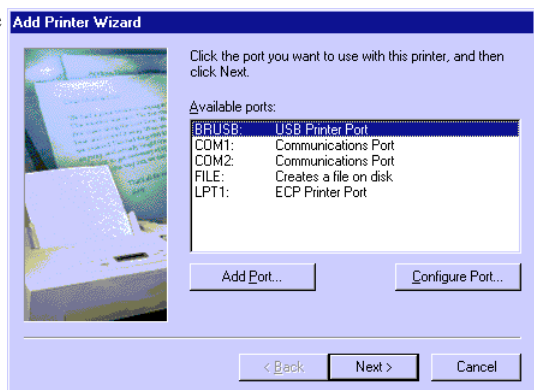 Add Printer Wizard
Click the port you want to use with this printer, and then
click Next.
Available ports:
BRUSB: USB Printer Port
COM1: Communications Port
COM2: Communications Port
FILE: Creates a file on disk
LPT1: ECP Printer Port
Add Port... Configure Port...
< Back Next > Cancel